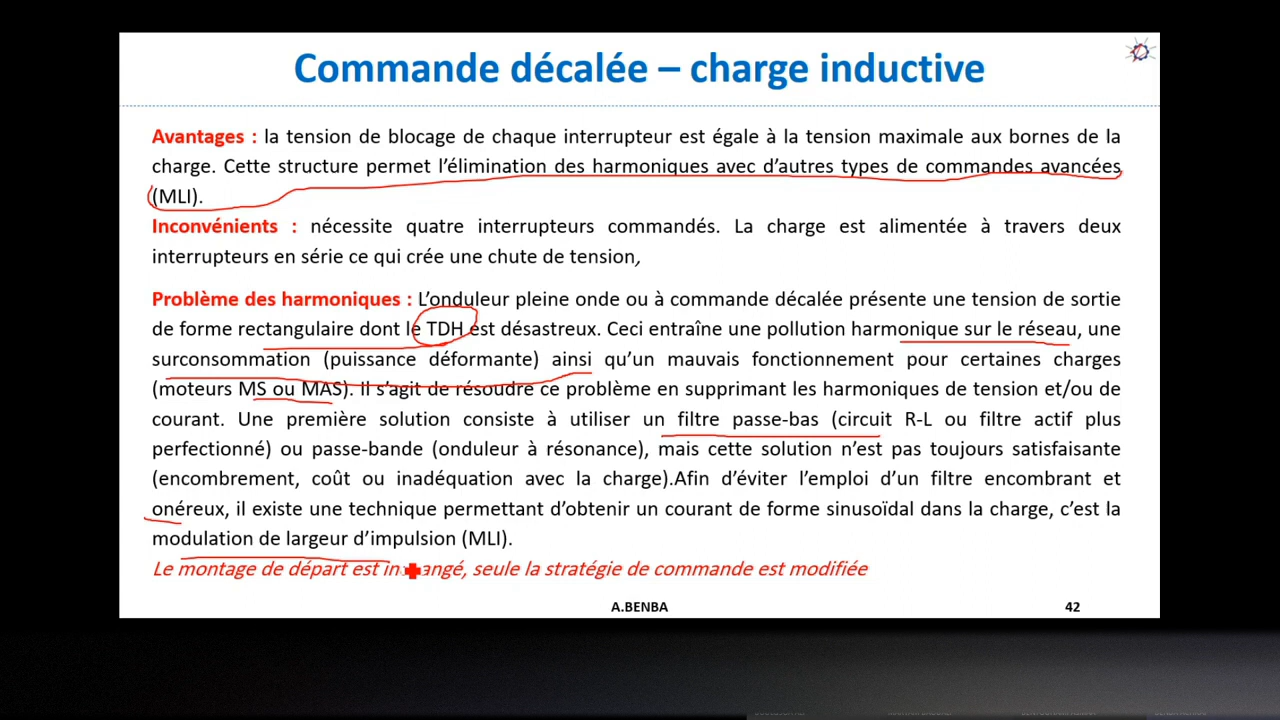 Commande décalée – charge inductive
Avantages : la tension de blocage de chaque interrupteur est égale à la tension maximale aux bornes de la
charge. Cette structure permet l'élimination des harmoniques avec d'autres types de commandes avancées
(MLI).
Inconvénients : nécessite quatre interrupteurs commandés. La charge est alimentée à travers deux
interrupteurs en série ce qui crée une chute de tension,
Problème des harmoniques : L'onduleur pleine onde ou à commande décalée présente une tension de sortie
de forme rectangulaire dont le TDH est désastreux. Ceci entraîne une pollution harmonique sur le réseau, une
surconsommation (puissance déformante) ainsi qu'un mauvais fonctionnement pour certaines charges
(moteurs MS ou MAS). Il s'agit de résoudre ce problème en supprimant les harmoniques de tension et/ou de
courant. Une première solution consiste à utiliser un filtre passe-bas (circuit R-L ou filtre actif plus
perfectionné) ou passe-bande (onduleur à résonance), mais cette solution n'est pas toujours satisfaisante
(encombrement, coût ou inadéquation avec la charge).Afin d'éviter l'emploi d'un filtre encombrant et
onéreux, il existe une technique permettant d'obtenir un courant de forme sinusoïdal dans la charge, c'est la
modulation de largeur d'impulsion (MLI).
Le montage de départ est inchangé, seule la stratégie de commande est modifiée
A.BENBA 42